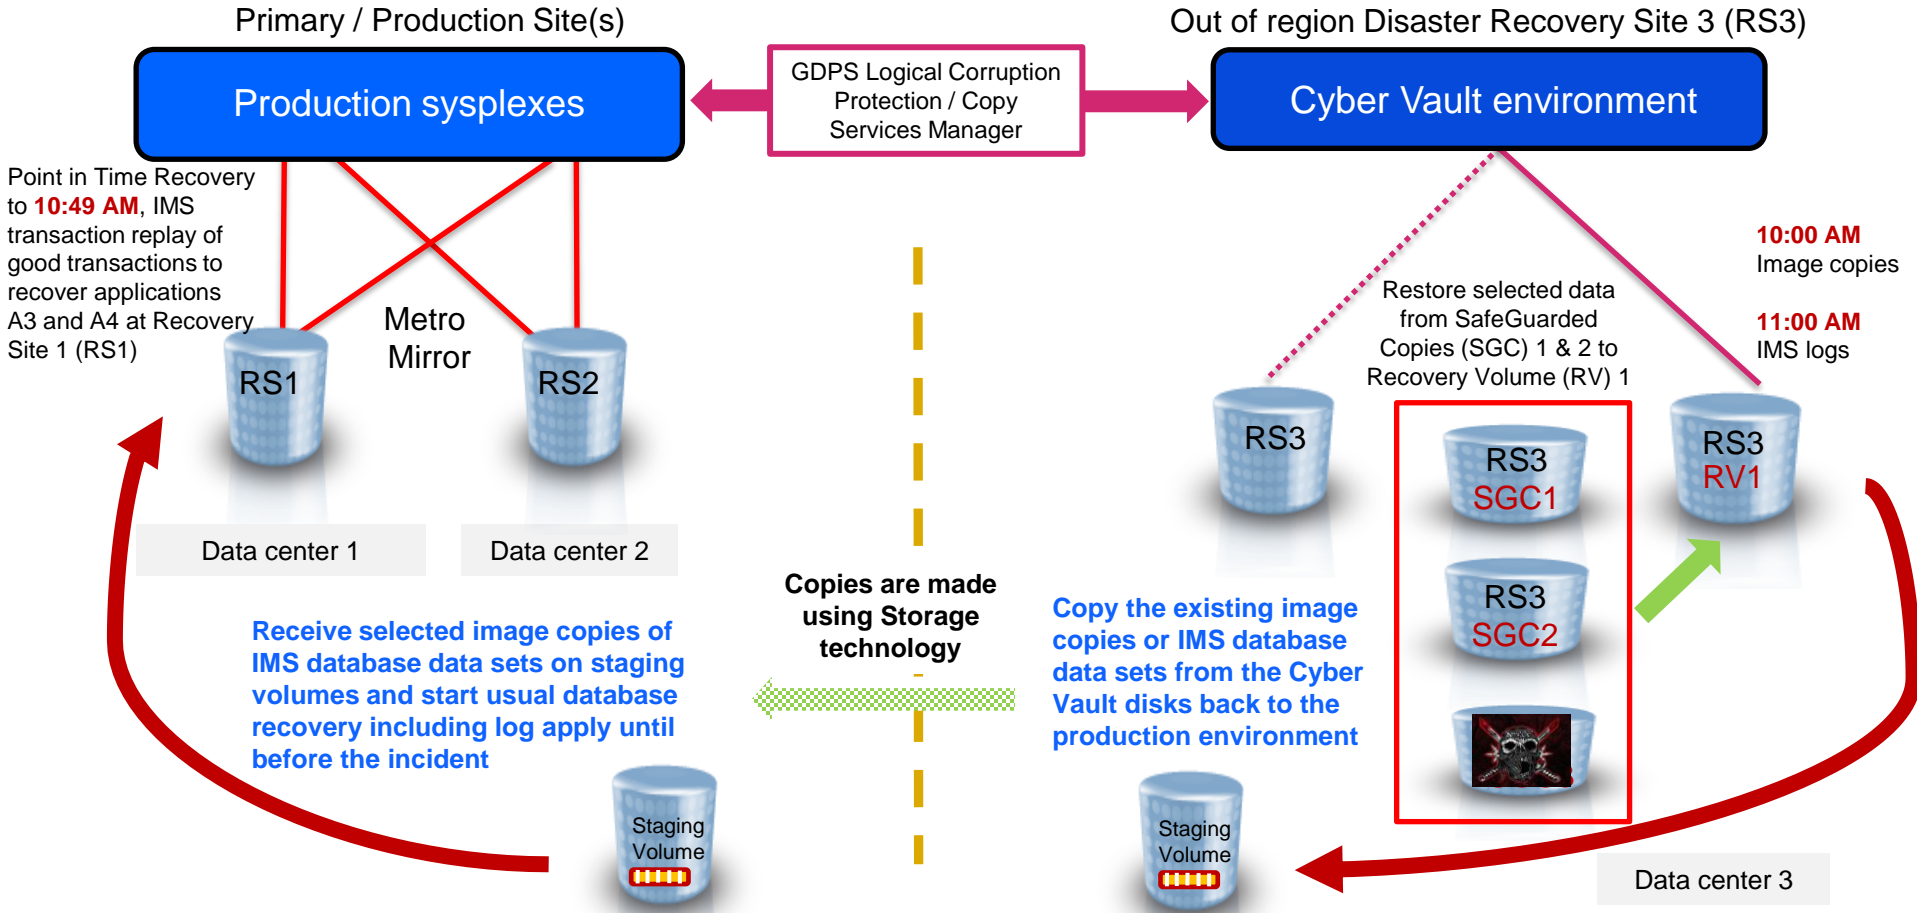 Primary / Production Site(s)
Out of region Disaster Recovery Site 3 (RS3)
Production sysplexes
GDPS Logical Corruption
Protection / Copy
Services Manager
Cyber Vault environment
Point in Time Recovery
to 10:49 AM, IMS
transaction replay of
good transactions to
recover applications
A3 and A4 at Recovery
Site 1 (RS1)
Metro
Mirror
RS1
RS2
Data center 1
Data center 2
10:00 AM
Image copies
11:00 AM
IMS logs
Restore selected data
from SafeGuarded
Copies (SGC) 1 & 2 to
Recovery Volume (RV) 1
RS3
RS3
SGC1
RS3
RV1
RS3
SGC2
Copies are made
using Storage
technology
Receive selected image copies of
IMS database data sets on staging
volumes and start usual database
recovery including log apply until
before the incident
Copy the existing image
copies or IMS database
data sets from the Cyber
Vault disks back to the
production environment
Staging
Volume
Staging
Volume
Data center 3